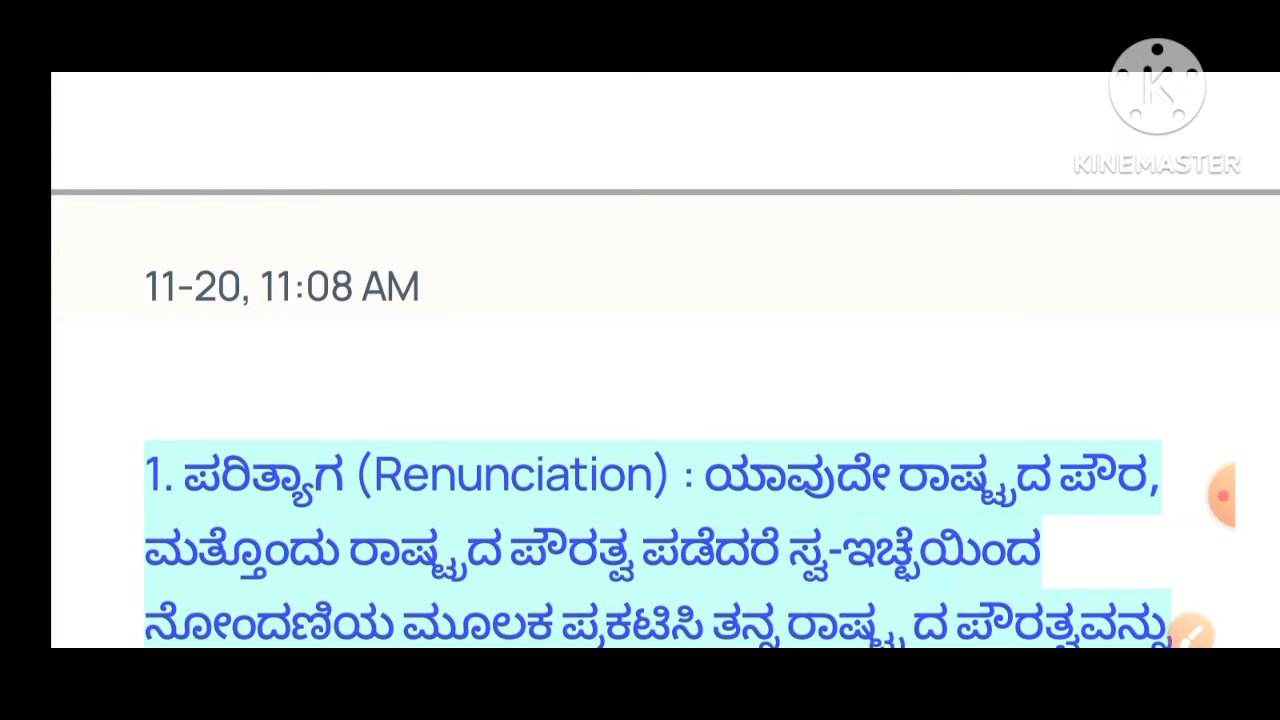 KINEMASTER
11-20, 11:08 AM
1. ಪರಿತ್ಯಾಗ (Renunciation) : ಯಾವುದೇ ರಾಷ್ಟ್ರದ ಪೌರ,
ಮತ್ತೊಂದು ರಾಷ್ಟ್ರದ ಪೌರತ್ವ ಪಡೆದರೆ ಸ್ವ-ಇಚ್ಛೆಯಿಂದ
ನೋಂದಣಿಯ ಮೂಲಕ ಪ್ರಕಟಿಸಿ ತನ್ನ ರಾಷ್ಟ್ರ ದ ಪೌರತ್ವವನ್ನು